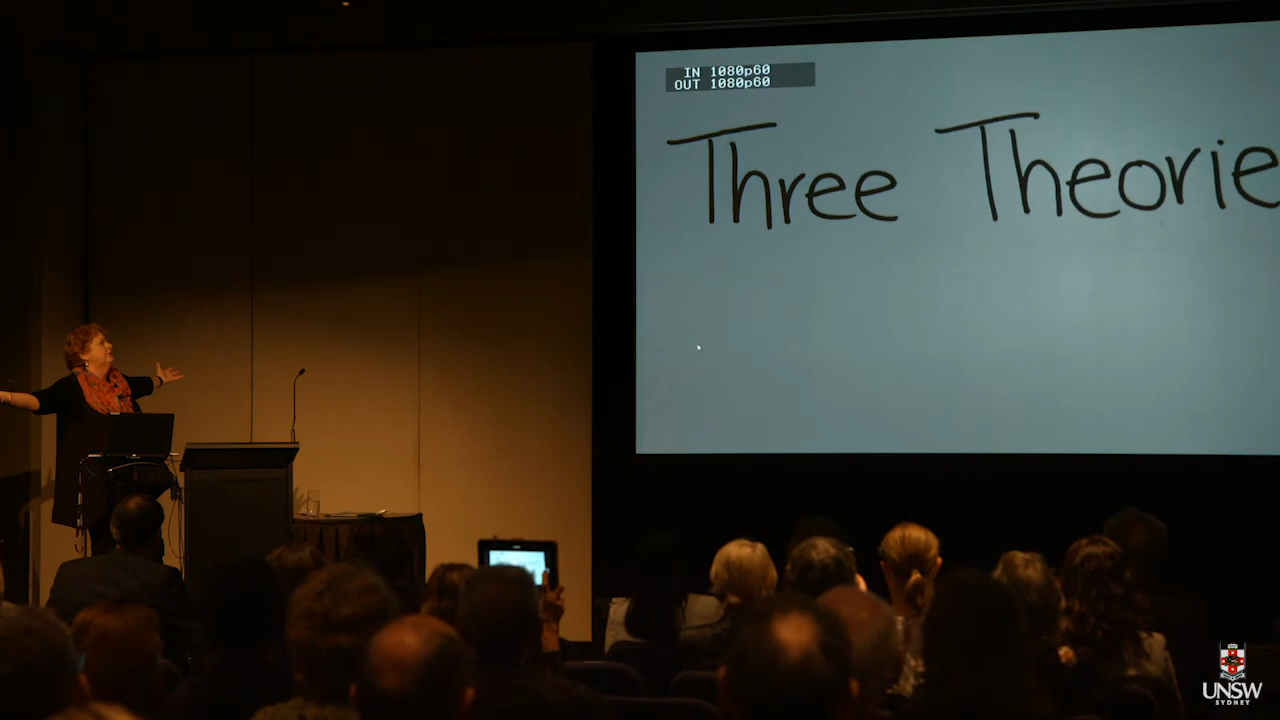 IN 1080p60
OUT 1080p60
Three Theorie
UNSW
SYDNEY